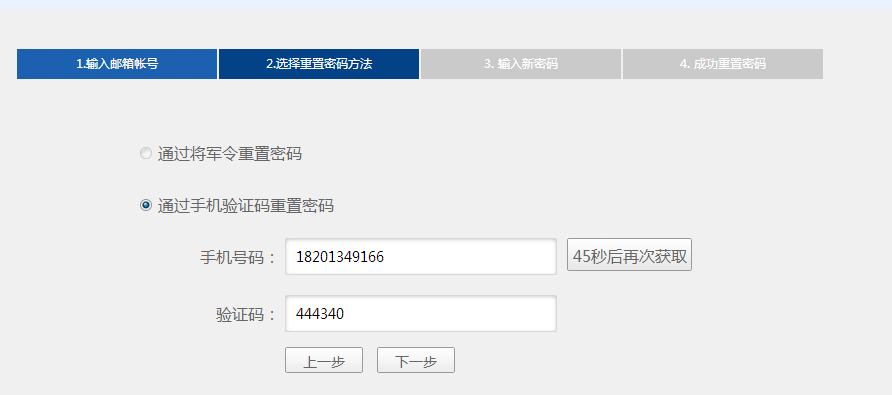 1.输入邮箱帐号 2.选择重置密码方法 3. 输入新密码 4. 成功重置密码
通过将军令重置密码
通过手机验证码重置密码
手机号码： 18201349166 45秒后再次获取
验证码： 444340
上一步 下一步